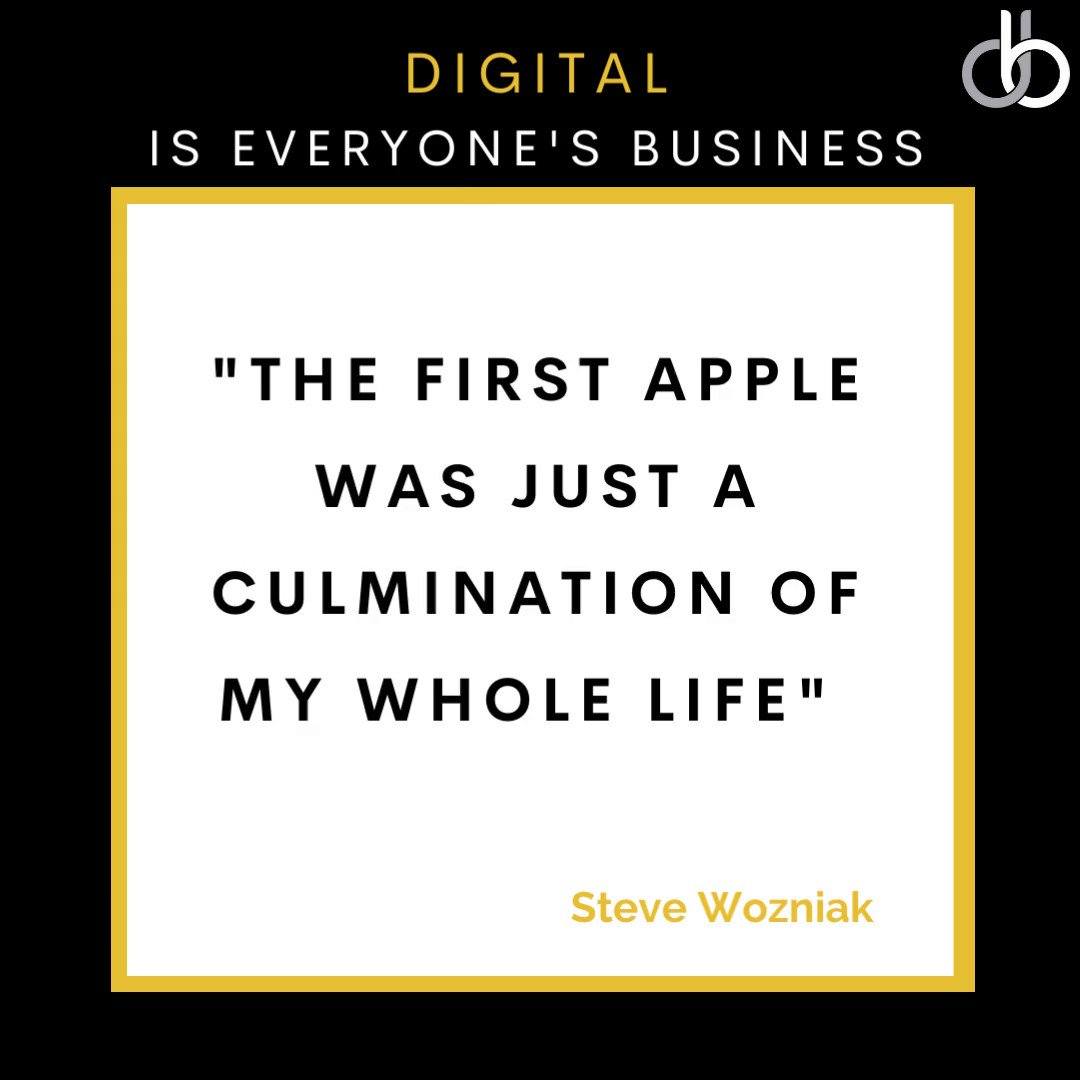 DIGITAL
IS EVERYONE'S BUSINESS
"THE FIRST APPLE
WAS JUST A
CULMINATION OF
MY WHOLE LIFE"
Steve Wozniak